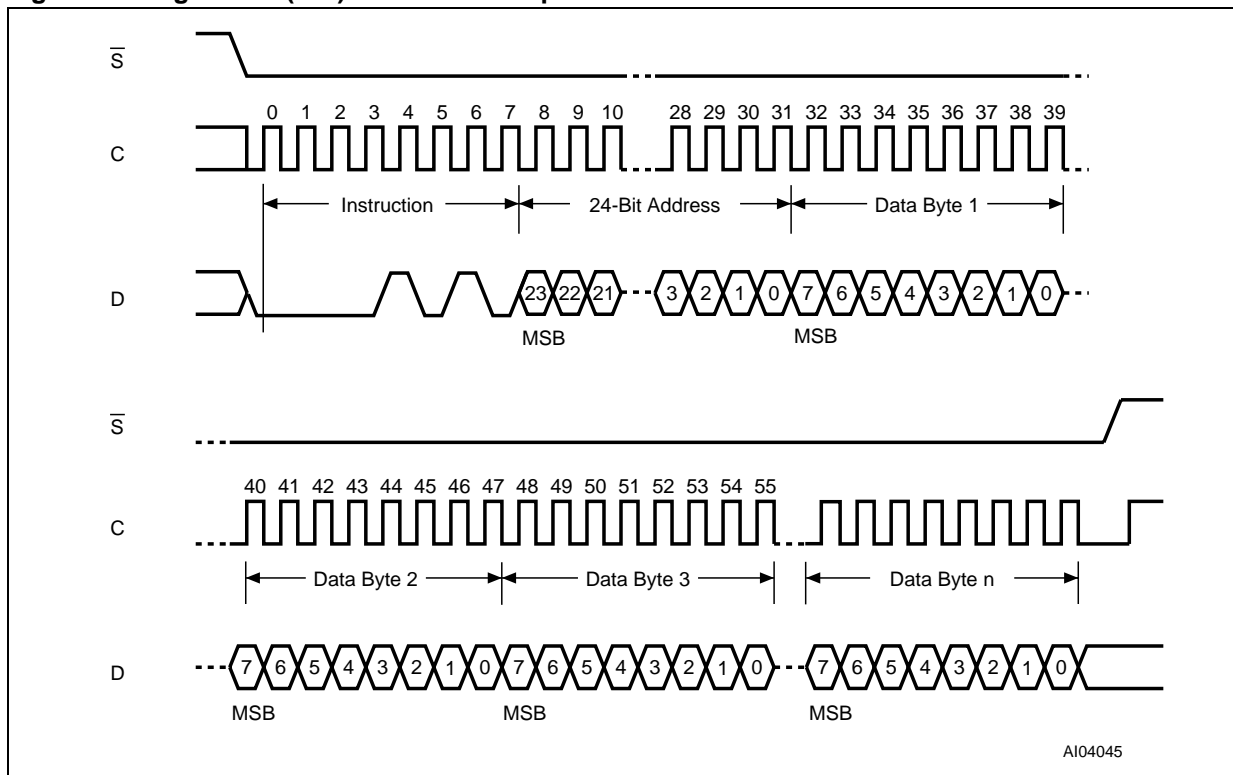 S̅
0 1 2 3 4 5 6 7 8 9 10 28 29 30 31 32 33 34 35 36 37 38 39
C
Instruction 24-Bit Address Data Byte 1
D 23 22 21 3 2 1 0 7 6 5 4 3 2 1 0
MSB MSB
S̅
40 41 42 43 44 45 46 47 48 49 50 51 52 53 54 55
C
Data Byte 2 Data Byte 3 Data Byte n
D 7 6 5 4 3 2 1 0 7 6 5 4 3 2 1 0 7 6 5 4 3 2 1 0
MSB MSB MSB
AI04045